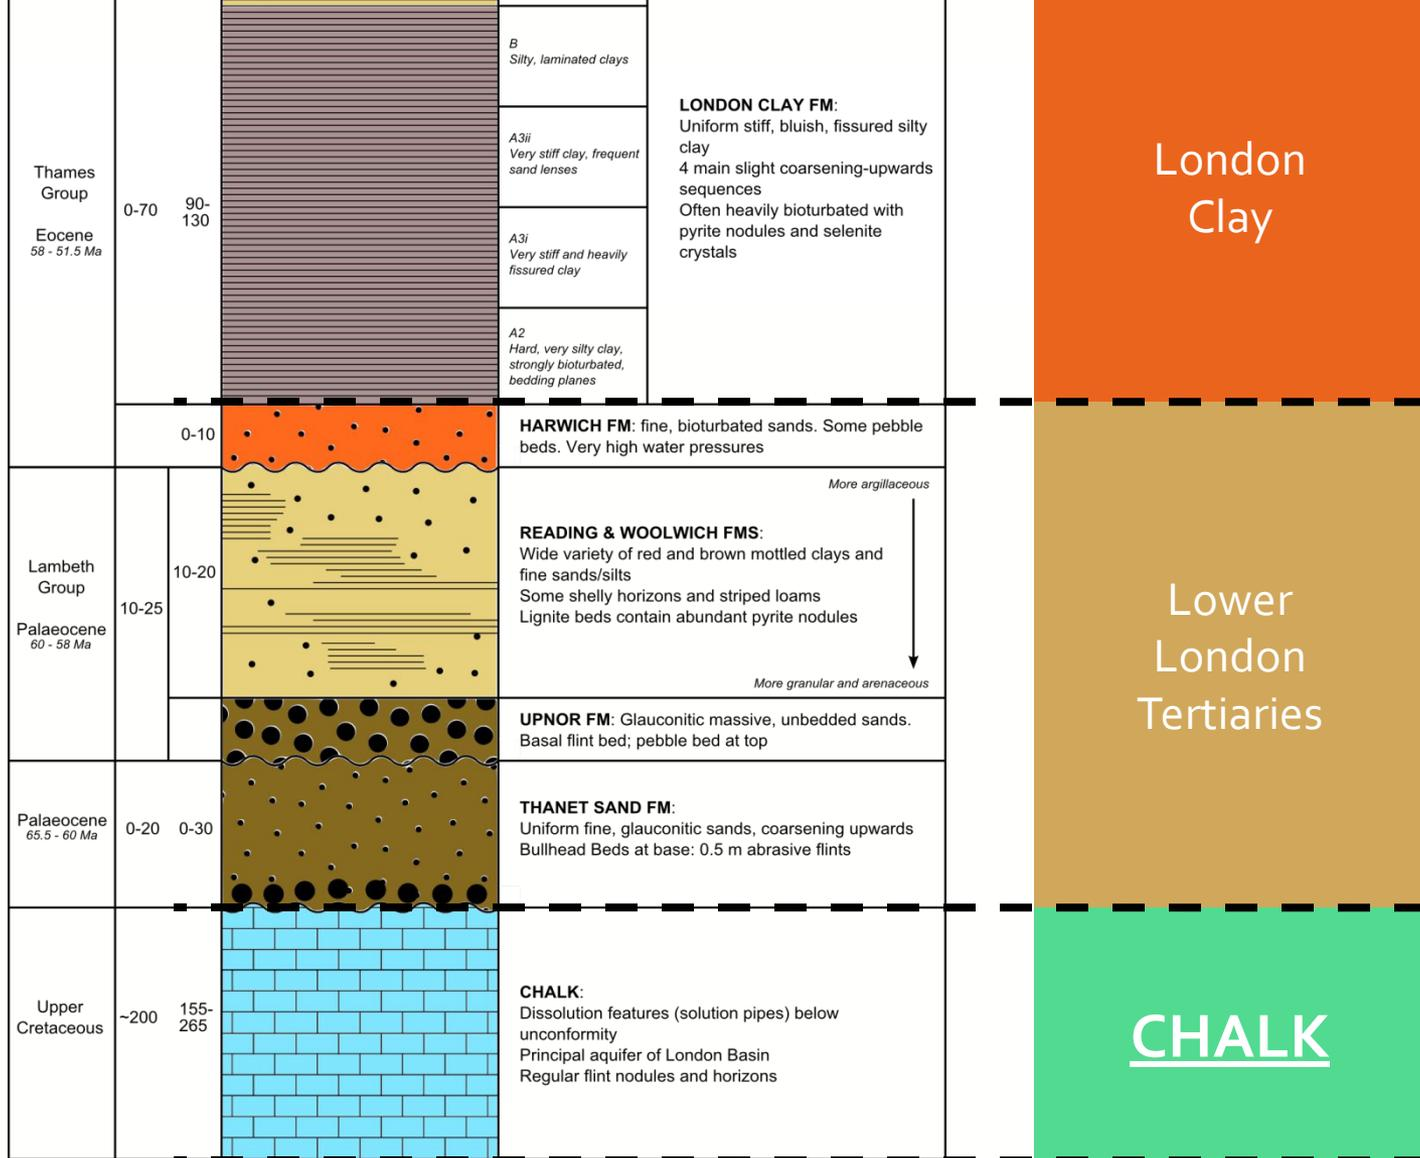 Thames
Group
Eocene
58 - 51.5 Ma
0-70
90-
130
B
Silty, laminated clays
A3ii
Very stiff clay, frequent
sand lenses
A3i
Very stiff and heavily
fissured clay
A2
Hard, very silty clay,
strongly bioturbated,
bedding planes
LONDON CLAY FM:
Uniform stiff, bluish, fissured silty
clay
4 main slight coarsening-upwards
sequences
Often heavily bioturbated with
pyrite nodules and selenite
crystals
London
Clay
0-10
HARWICH FM: fine, bioturbated sands. Some pebble
beds. Very high water pressures
Lambeth
Group
Palaeocene
60 - 58 Ma
10-25
10-20
More argillaceous
READING & WOOLWICH FMS:
Wide variety of red and brown mottled clays and
fine sands/silts
Some shelly horizons and striped loams
Lignite beds contain abundant pyrite nodules
More granular and arenaceous
UPNOR FM: Glauconitic massive, unbedded sands.
Basal flint bed; pebble bed at top
Lower
London
Tertiaries
Palaeocene
65.5 - 60 Ma
0-20
0-30
THANET SAND FM:
Uniform fine, glauconitic sands, coarsening upwards
Bullhead Beds at base: 0.5 m abrasive flints
Upper
Cretaceous
~200
155-
265
CHALK:
Dissolution features (solution pipes) below
unconformity
Principal aquifer of London Basin
Regular flint nodules and horizons
CHALK